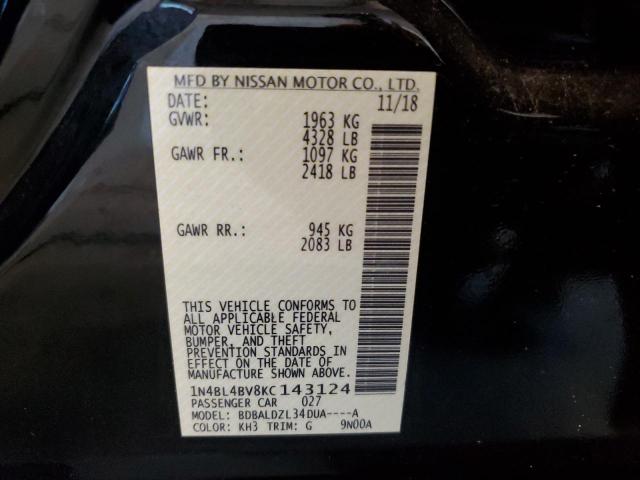 MFD BY NISSAN MOTOR CO., LTD.
DATE: 11/18
GVWR: 1963 KG
4328 LB
GAWR FR.: 1097 KG
2418 LB
GAWR RR.: 945 KG
2083 LB
THIS VEHICLE CONFORMS TO
ALL APPLICABLE FEDERAL
MOTOR VEHICLE SAFETY,
BUMPER, AND THEFT
PREVENTION STANDARDS IN
EFFECT ON THE DATE OF
MANUFACTURE SHOWN ABOVE.
1N4BL4BV8KC143124
PASSENGER CAR 027
MODEL: BDBALDZL34DUA----A
COLOR: KH3 TRIM: G 9N00A